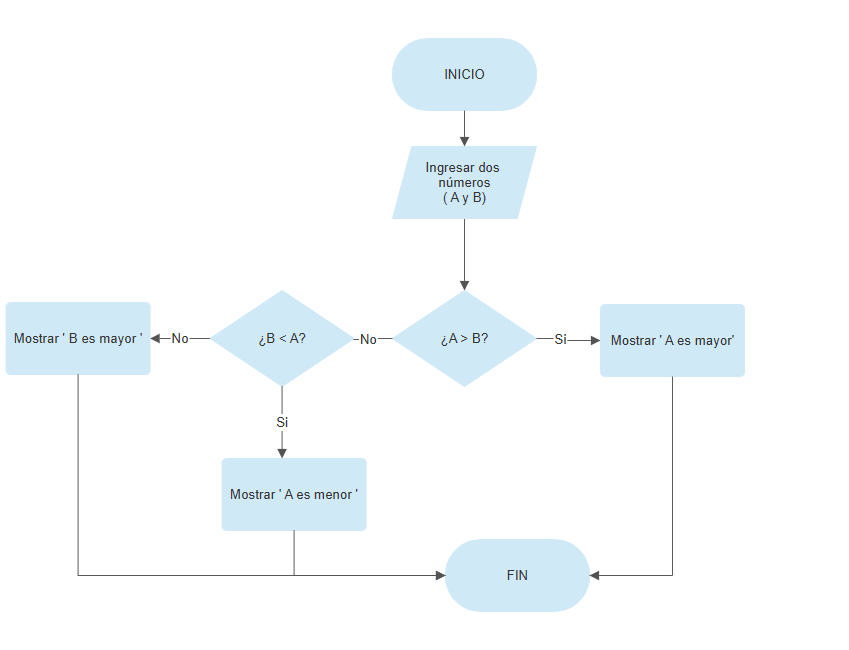 INICIO
Ingresar dos
números
( A y B)
Mostrar ' B es mayor '
No
¿B < A?
No
¿A > B?
Si
Mostrar ' A es mayor'
Si
Mostrar ' A es menor '
FIN